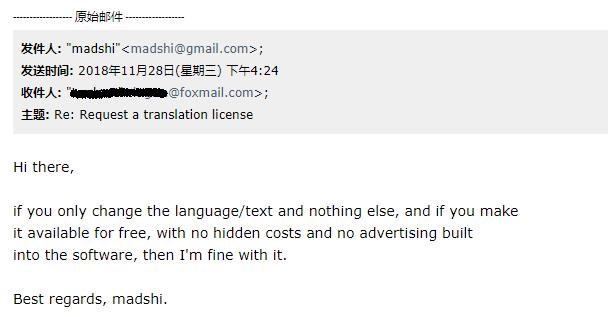 ------------------ 原始邮件 ------------------
发件人: "madshi"<madshi@gmail.com>;
发送时间: 2018年11月28日(星期三) 下午4:24
收件人: "@foxmail.com>;
主题: Re: Request a translation license
Hi there,
if you only change the language/text and nothing else, and if you make
it available for free, with no hidden costs and no advertising built
into the software, then I'm fine with it.
Best regards, madshi.